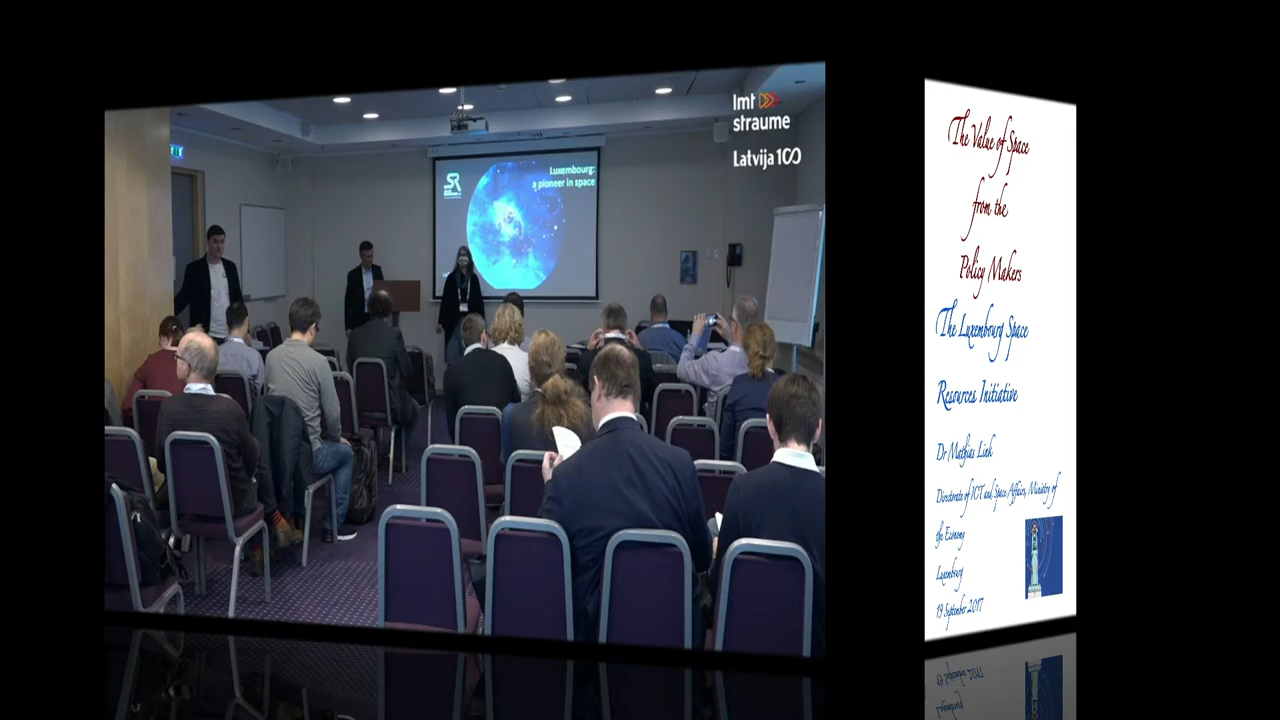 lmt
straume
Latvija 100
Luxembourg:
a pioneer in space
SR
The Value of Space
from the
Policy Makers
The Luxembourg Space
Resources Initiative
Dr Mathias Link
Directorate of ICT and Space Affairs, Ministry of
the Economy
Luxembourg
19 September 2017